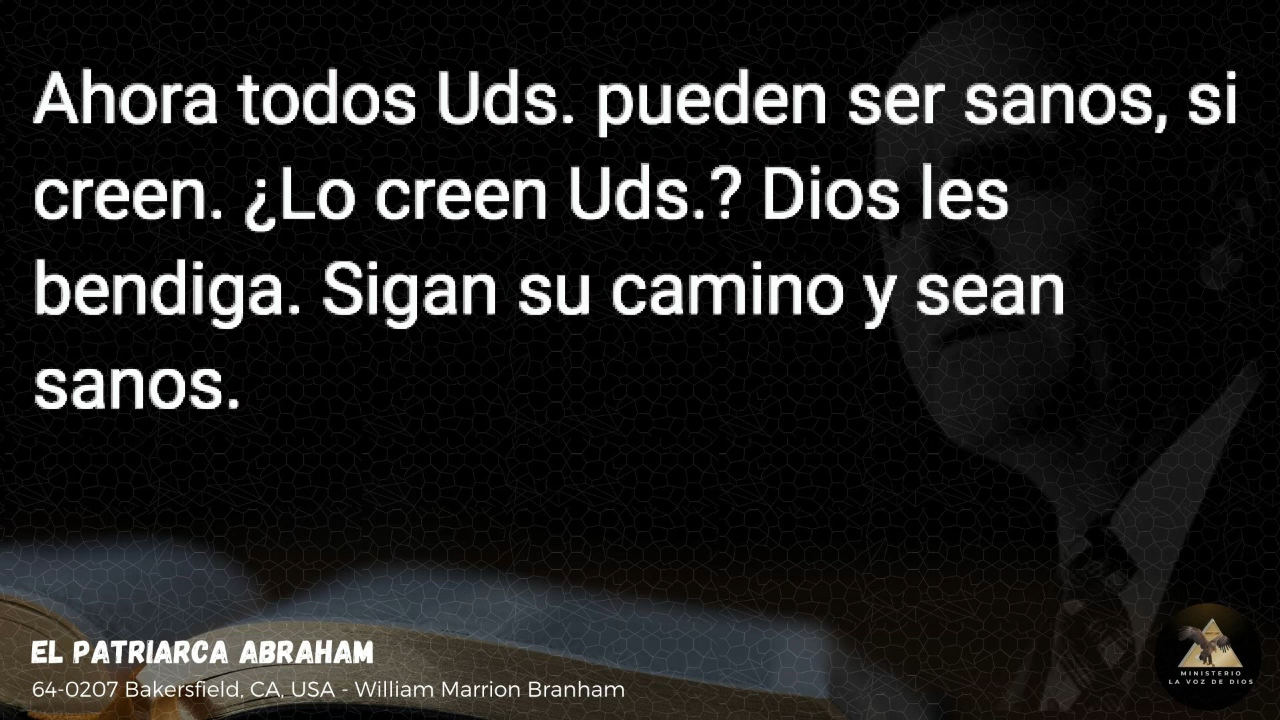 Ahora todos Uds. pueden ser sanos, si
creen. ¿Lo creen Uds.? Dios les
bendiga. Sigan su camino y sean
sanos.
EL PATRIARCA ABRAHAM
64-0207 Bakersfield, CA, USA - William Marrion Branham
MINISTERIO
LA VOZ DE DIOS